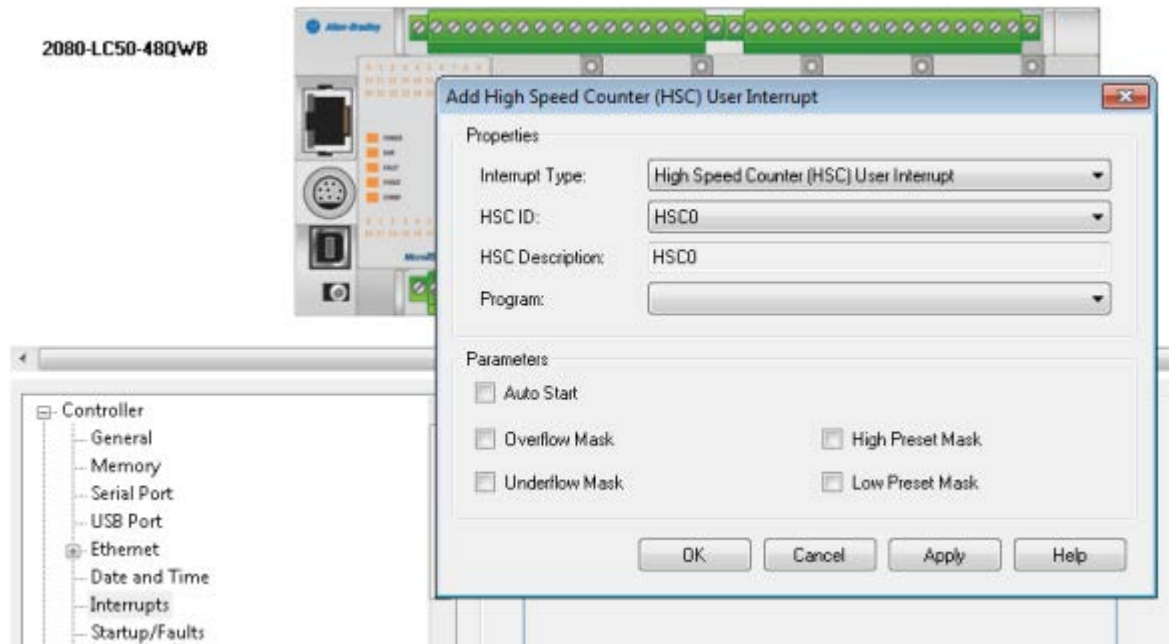 2080-LC50-48QWB
Allen-Bradley
Add High Speed Counter (HSC) User Interrupt
Properties
Interrupt Type: High Speed Counter (HSC) User Interrupt
HSC ID: HSC0
HSC Description: HSC0
Program:
Parameters
Auto Start
Overflow Mask High Preset Mask
Underflow Mask Low Preset Mask
OK Cancel Apply Help
Controller
General
Memory
Serial Port
USB Port
Ethernet
Date and Time
Interrupts
Startup/Faults